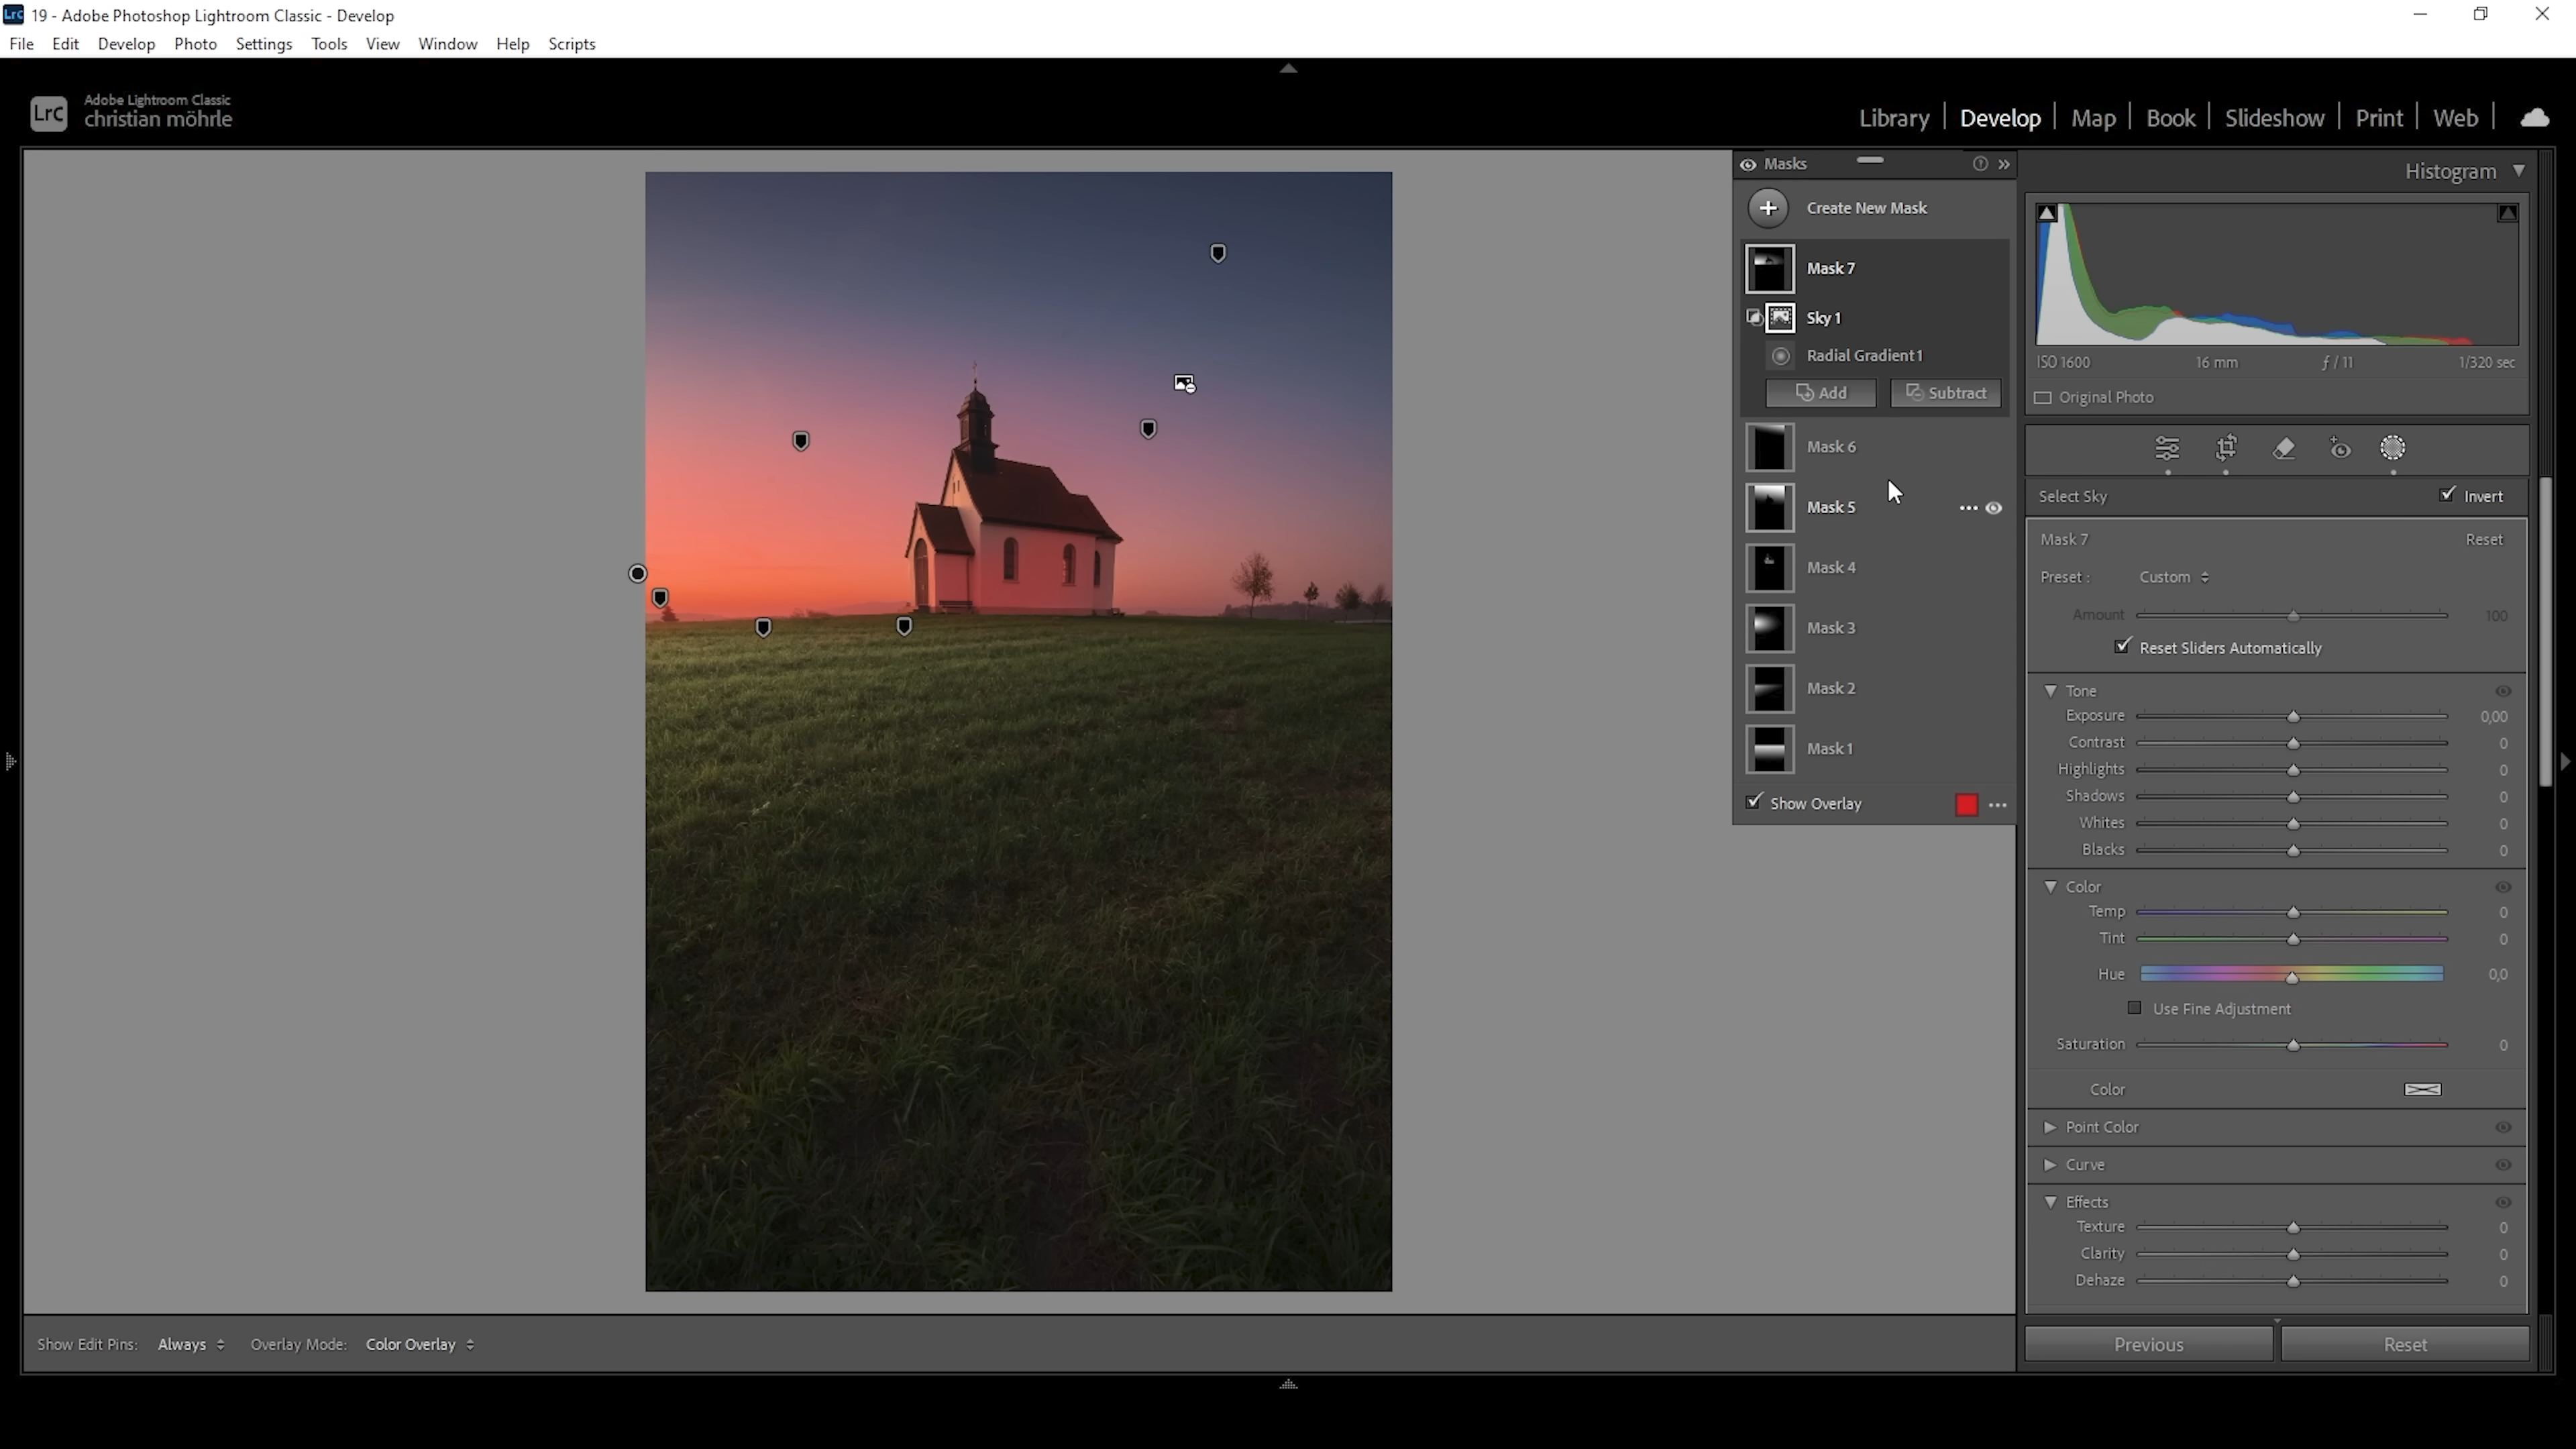 Lrc 19 - Adobe Photoshop Lightroom Classic - Develop
File Edit Develop Photo Settings Tools View Window Help Scripts
Lrc
Adobe Lightroom Classic
christian möhrle
Library | Develop | Map | Book | Slideshow | Print | Web |
Masks
Create New Mask
Mask 7
Sky 1
Radial Gradient 1
Add Subtract
Mask 6
Mask 5
Mask 4
Mask 3
Mask 2
Mask 1
Show Overlay
Histogram
ISO 1600 16 mm ƒ / 11 1/320 sec
Original Photo
Select Sky Invert
Mask 7 Reset
Preset : Custom
Amount 100
Reset Sliders Automatically
Tone
Exposure 0,00
Contrast 0
Highlights 0
Shadows 0
Whites 0
Blacks 0
Color
Temp 0
Tint 0
Hue 0,0
Use Fine Adjustment
Saturation 0
Color
Point Color
Curve
Effects
Texture 0
Clarity 0
Dehaze 0
Show Edit Pins: Always Overlay Mode: Color Overlay
Previous Reset